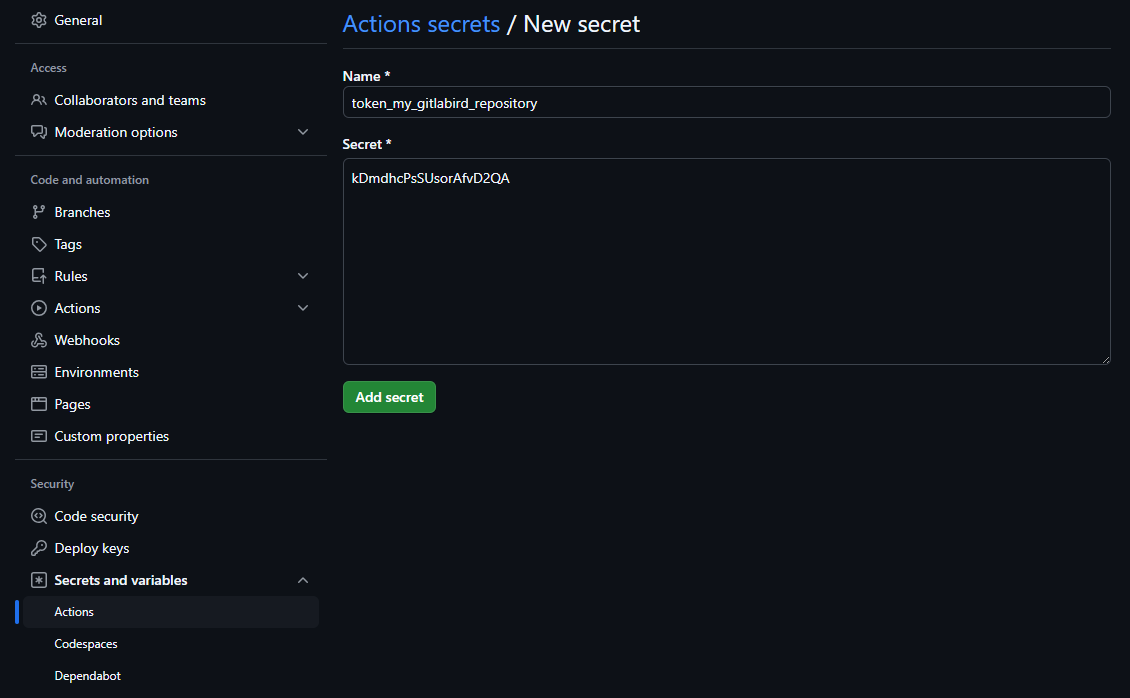 General
Access
Collaborators and teams
Moderation options
Code and automation
Branches
Tags
Rules
Actions
Webhooks
Environments
Pages
Custom properties
Security
Code security
Deploy keys
Secrets and variables
Actions
Codespaces
Dependabot
Actions secrets / New secret
Name *
token_my_gitlabird_repository
Secret *
kDmdhcPsSUsorAfvD2QA
Add secret